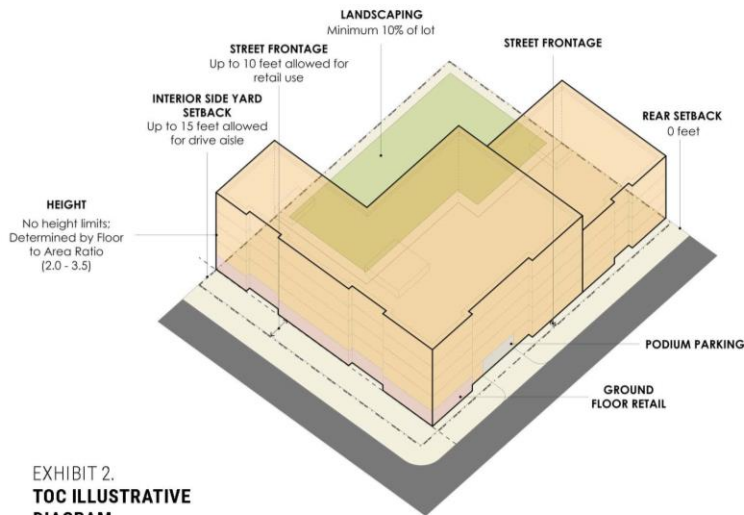 LANDSCAPING
Minimum 10% of lot
STREET FRONTAGE
Up to 10 feet allowed for
retail use
STREET FRONTAGE
INTERIOR SIDE YARD
SETBACK
Up to 15 feet allowed
for drive aisle
REAR SETBACK
0 feet
HEIGHT
No height limits;
Determined by Floor
to Area Ratio
(2.0 - 3.5)
PODIUM PARKING
GROUND
FLOOR RETAIL
EXHIBIT 2.
TOC ILLUSTRATIVE
DIAGRAM